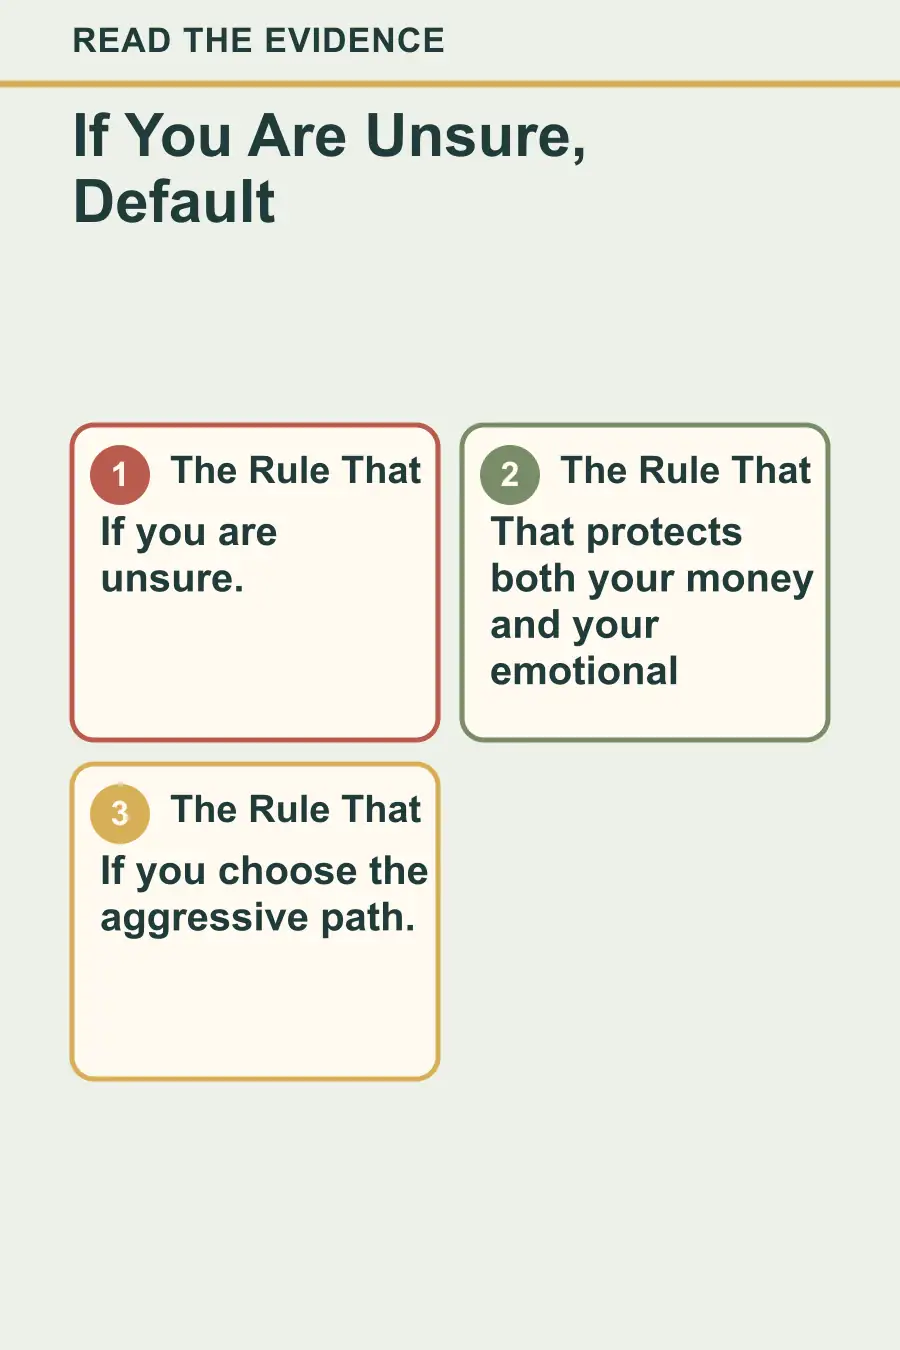 READ THE EVIDENCE
If You Are Unsure,
Default
1 The Rule That
If you are
unsure.
2 The Rule That
That protects
both your money
and your
emotional
3 The Rule That
If you choose the
aggressive path.